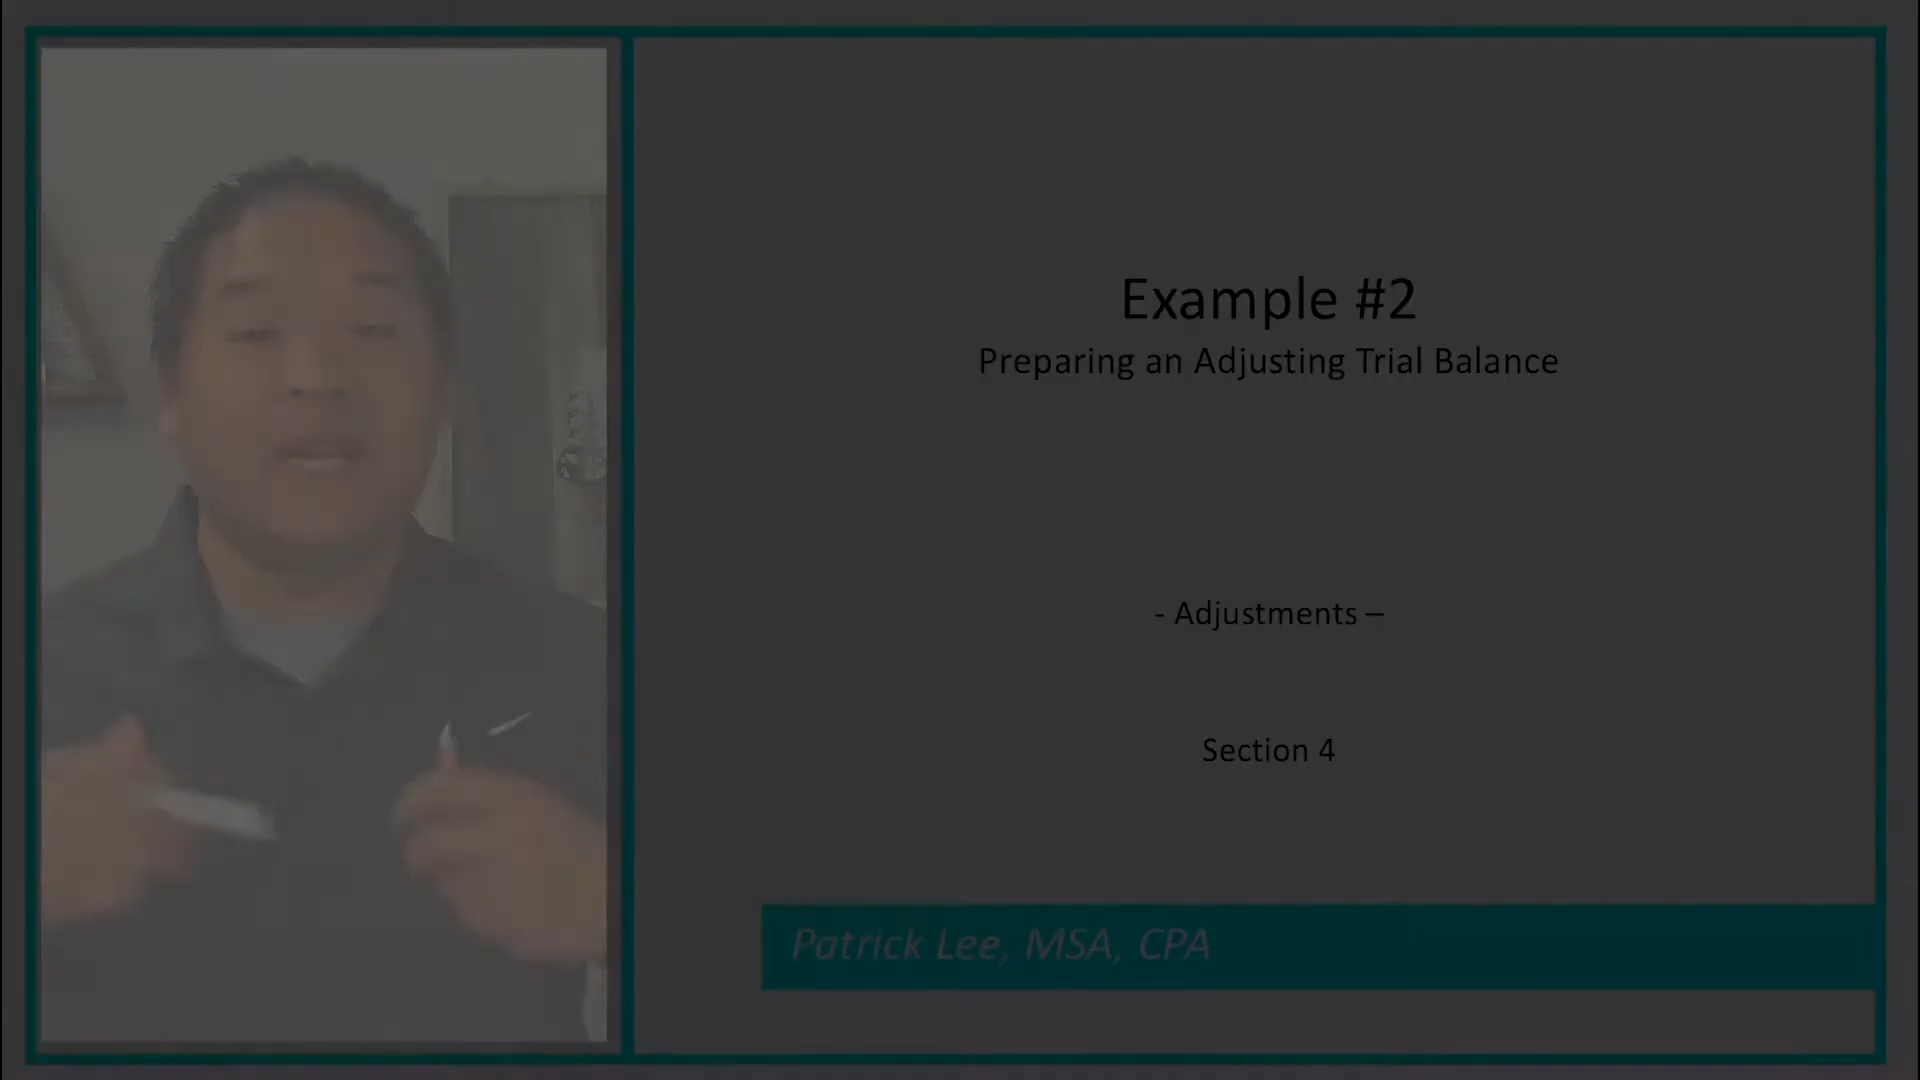 Example #2
Preparing an Adjusting Trial Balance
- Adjustments –
Section 4
Patrick Lee, MSA, CPA